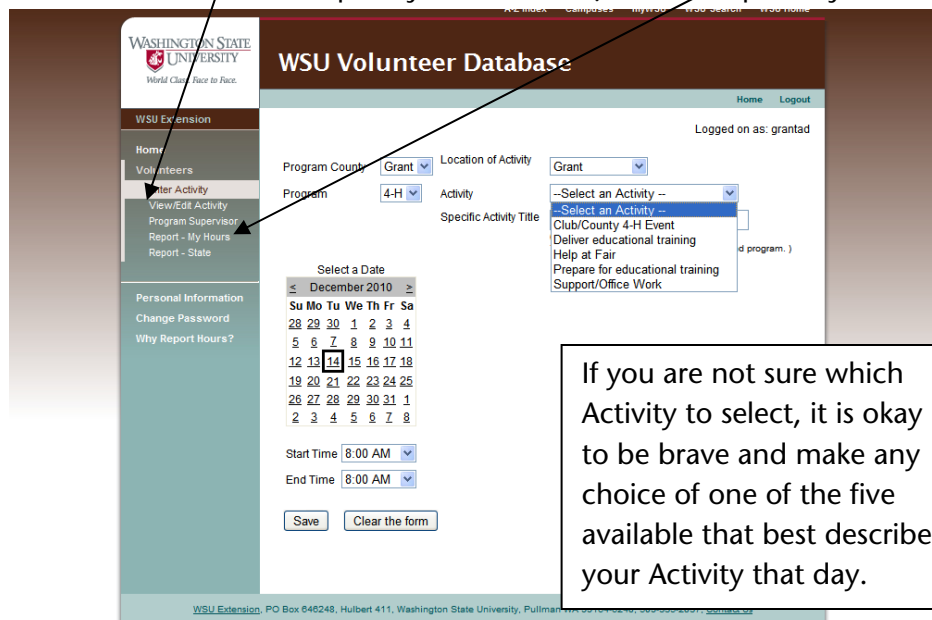 A-Z Index Campuses myWSU WSU Search WSU Home
WASHINGTON STATE
UNIVERSITY
World Class. Face to Face.
WSU Volunteer Database
Home Logout
WSU Extension
Logged on as: grantad
Home
Volunteers
Enter Activity
View/Edit Activity
Program Supervisor
Report - My Hours
Report - State
Personal Information
Change Password
Why Report Hours?
Program County Grant Location of Activity Grant
Program 4-H Activity --Select an Activity --
Specific Activity Title
--Select an Activity --
Club/County 4-H Event
Deliver educational training
Help at Fair
Prepare for educational training
Support/Office Work
program. )
Select a Date
< December 2010 >
Su Mo Tu We Th Fr Sa
28 29 30 1 2 3 4
5 6 7 8 9 10 11
12 13 14 15 16 17 18
19 20 21 22 23 24 25
26 27 28 29 30 31 1
2 3 4 5 6 7 8
Start Time 8:00 AM
End Time 8:00 AM
Save Clear the form
If you are not sure which
Activity to select, it is okay
to be brave and make any
choice of one of the five
available that best describe
your Activity that day.
WSU Extension, PO Box 646248, Hulbert 411, Washington State University, Pullman